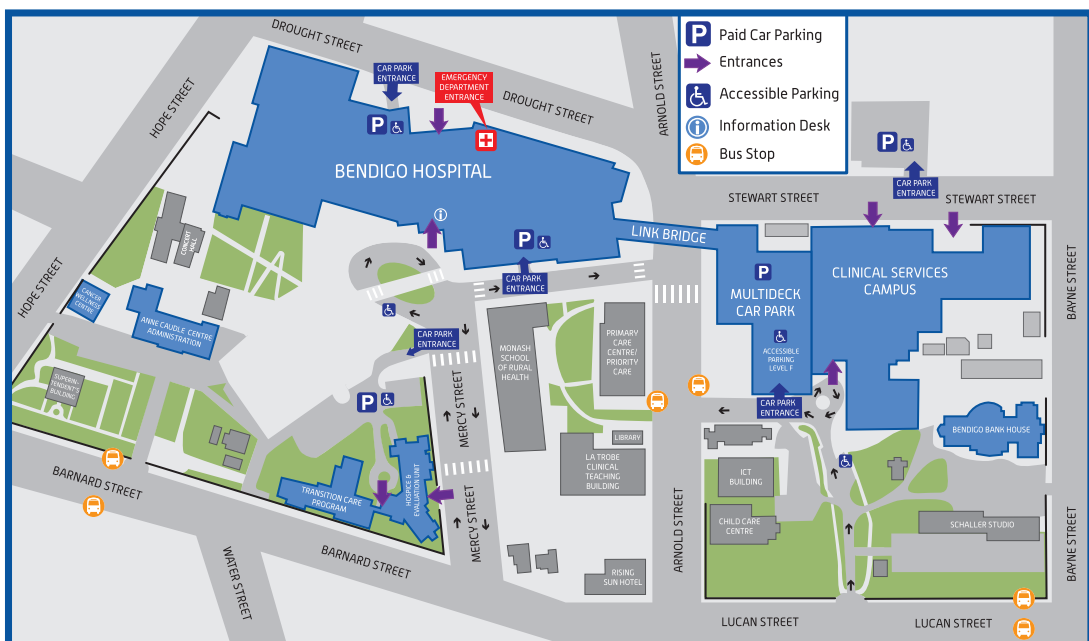 DROUGHT STREET
CAR PARK
ENTRANCE
EMERGENCY
DEPARTMENT
ENTRANCE
DROUGHT STREET
HOPE STREET
ARNOLD STREET
P Paid Car Parking
Entrances
Accessible Parking
i Information Desk
Bus Stop
P
P
CAR PARK
ENTRANCE
BENDIGO HOSPITAL
STEWART STREET
STEWART STREET
i
LINK BRIDGE
P
CAR PARK
ENTRANCE
CONCERT
HALL
HOPE STREET
CANCER
WELLNESS
CENTRE
ANNE CAUDLE CENTRE
ADMINISTRATION
P
MULTIDECK
CAR PARK
ACCESSIBLE
PARKING
LEVEL F
CAR PARK
ENTRANCE
CLINICAL SERVICES
CAMPUS
BAYNE STREET
CAR PARK
ENTRANCE
MONASH
SCHOOL
OF RURAL
HEALTH
PRIMARY
CARE
CENTRE/
PRIORITY
CARE
SUPERIN-
TENDENT'S
BUILDING
P
MERCY STREET
LIBRARY
LA TROBE
CLINICAL
TEACHING
BUILDING
BENDIGO BANK HOUSE
ICT
BUILDING
BARNARD STREET
TRANSITION CARE
PROGRAM
HOSPICE &
EVALUATION UNIT
MERCY STREET
ARNOLD STREET
CHILD CARE
CENTRE
SCHALLER STUDIO
BAYNE STREET
WATER STREET
BARNARD STREET
RISING
SUN HOTEL
LUCAN STREET
LUCAN STREET